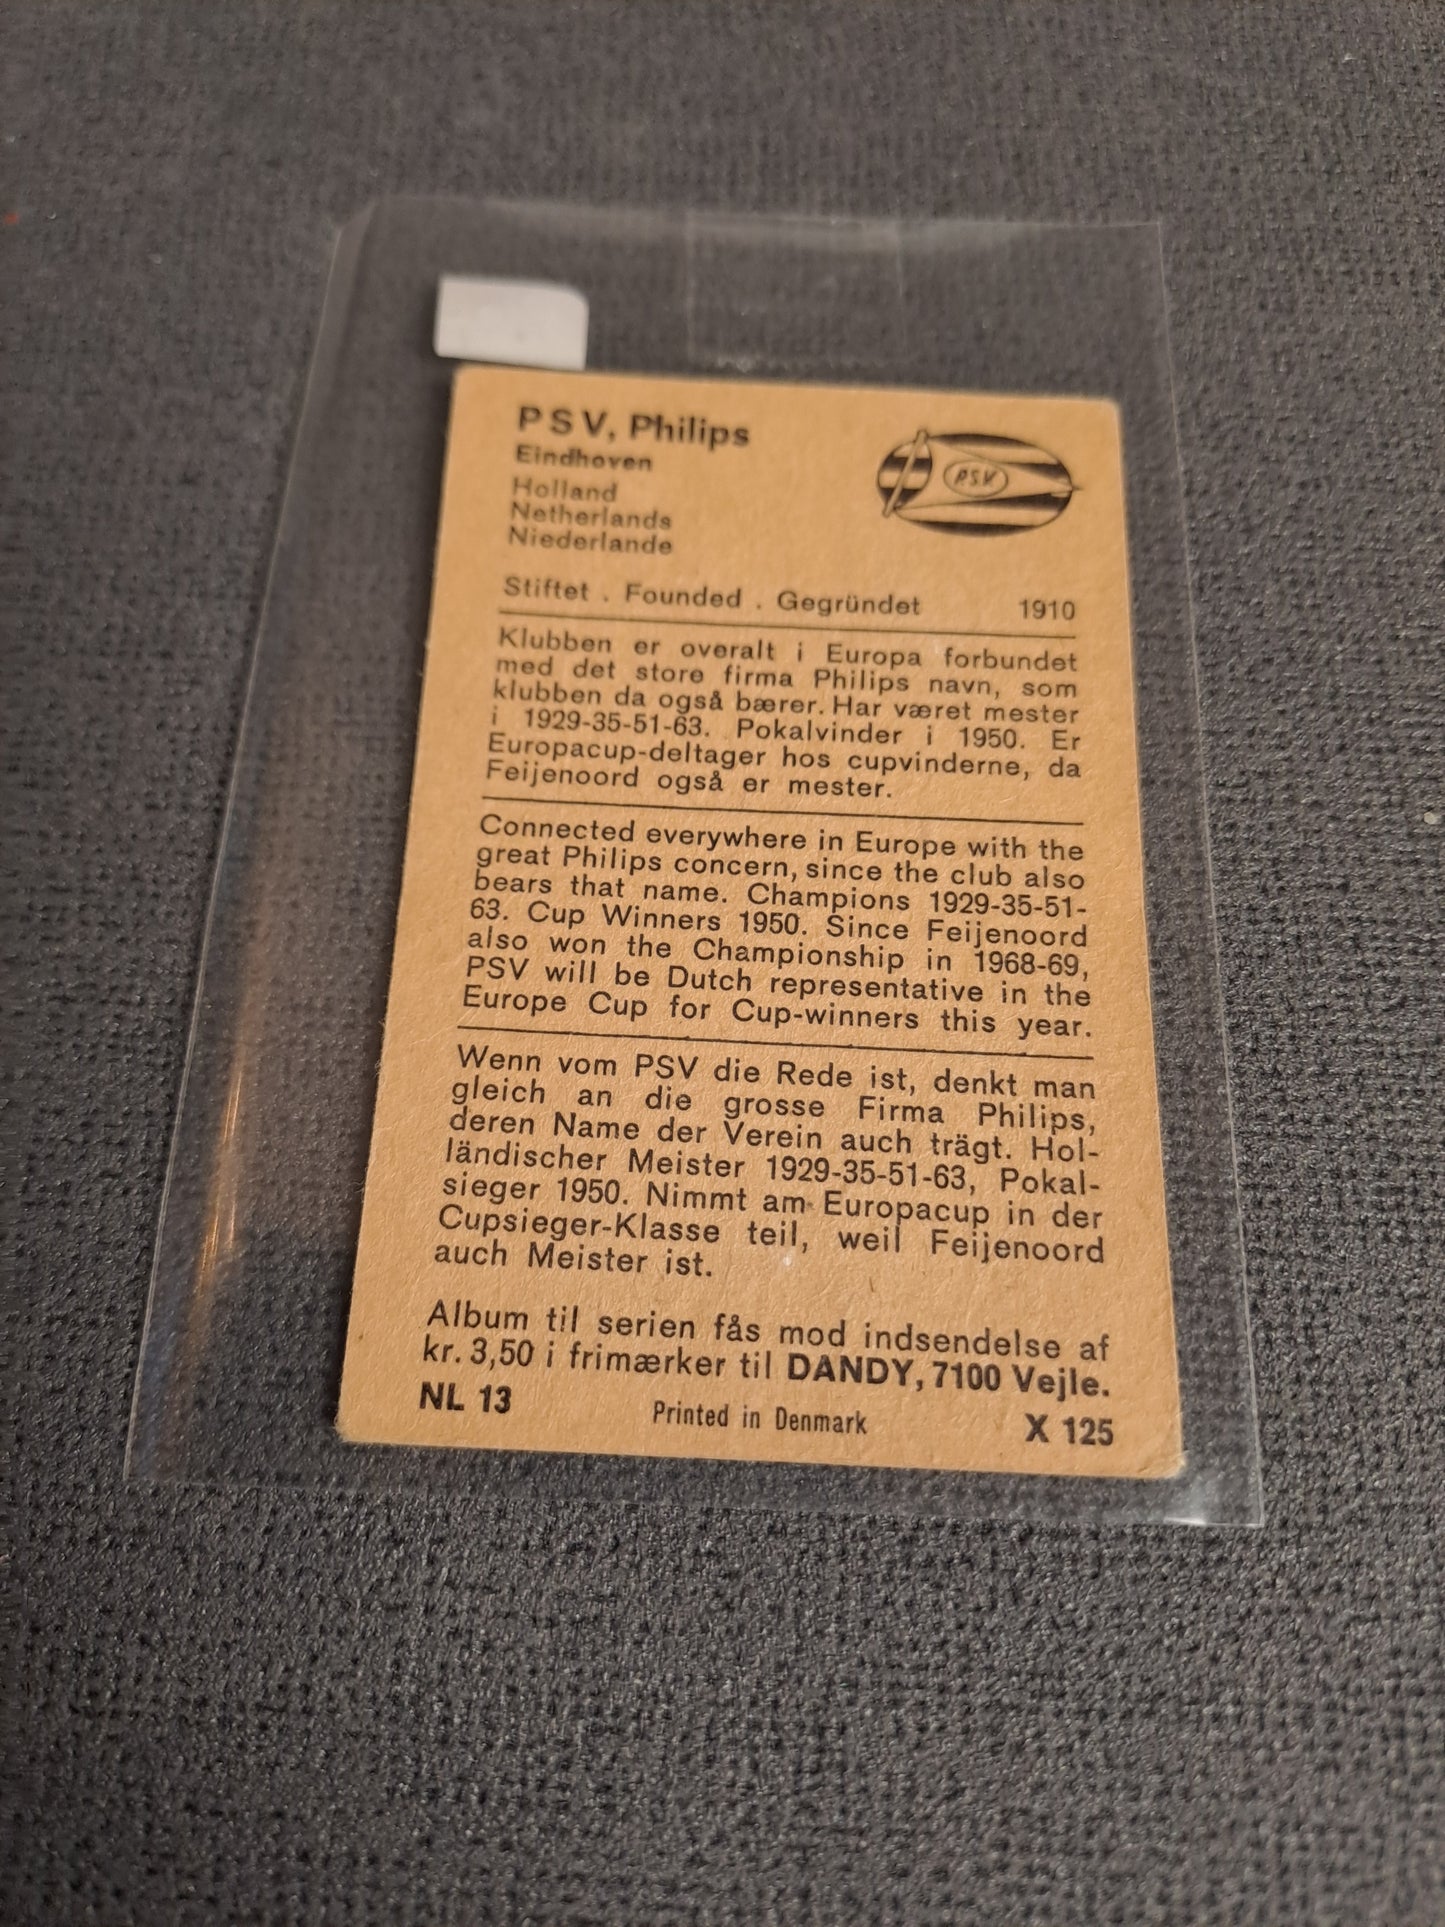 PSV, Philips
Eindhoven
Holland
Netherlands
Niederlande
P.S.V.
Stiftet . Founded . Gegründet 1910
Klubben er overalt i Europa forbundet
med det store firma Philips navn, som
klubben da også bærer. Har været mester
i 1929-35-51-63. Pokalvinder i 1950. Er
Europacup-deltager hos cupvinderne, da
Feijenoord også er mester.
Connected everywhere in Europe with the
great Philips concern, since the club also
bears that name. Champions 1929-35-51-
63. Cup Winners 1950. Since Feijenoord
also won the Championship in 1968-69,
PSV will be Dutch representative in the
Europe Cup for Cup-winners this year.
Wenn vom PSV die Rede ist, denkt man
gleich an die grosse Firma Philips,
deren Name der Verein auch trägt. Hol-
ländischer Meister 1929-35-51-63, Pokal-
sieger 1950. Nimmt am Europacup in der
Cupsieger-Klasse teil, weil Feijenoord
auch Meister ist.
Album til serien fås mod indsendelse af
kr. 3,50 i frimærker til DANDY, 7100 Vejle.
NL 13 Printed in Denmark X 125